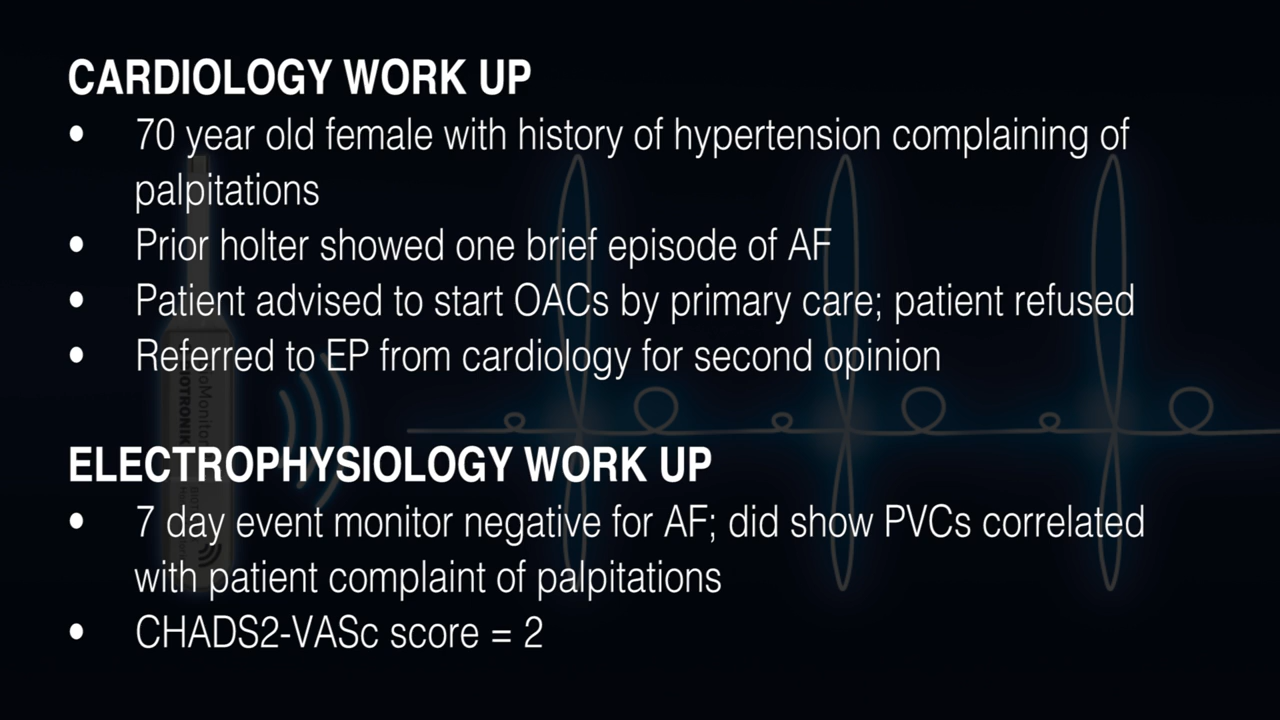 CARDIOLOGY WORK UP
• 70 year old female with history of hypertension complaining of
palpitations
• Prior holter showed one brief episode of AF
• Patient advised to start OACs by primary care; patient refused
• Referred to EP from cardiology for second opinion
ELECTROPHYSIOLOGY WORK UP
• 7 day event monitor negative for AF; did show PVCs correlated
with patient complaint of palpitations
• CHADS2-VASc score = 2
ioMonitor
IOTRONIK